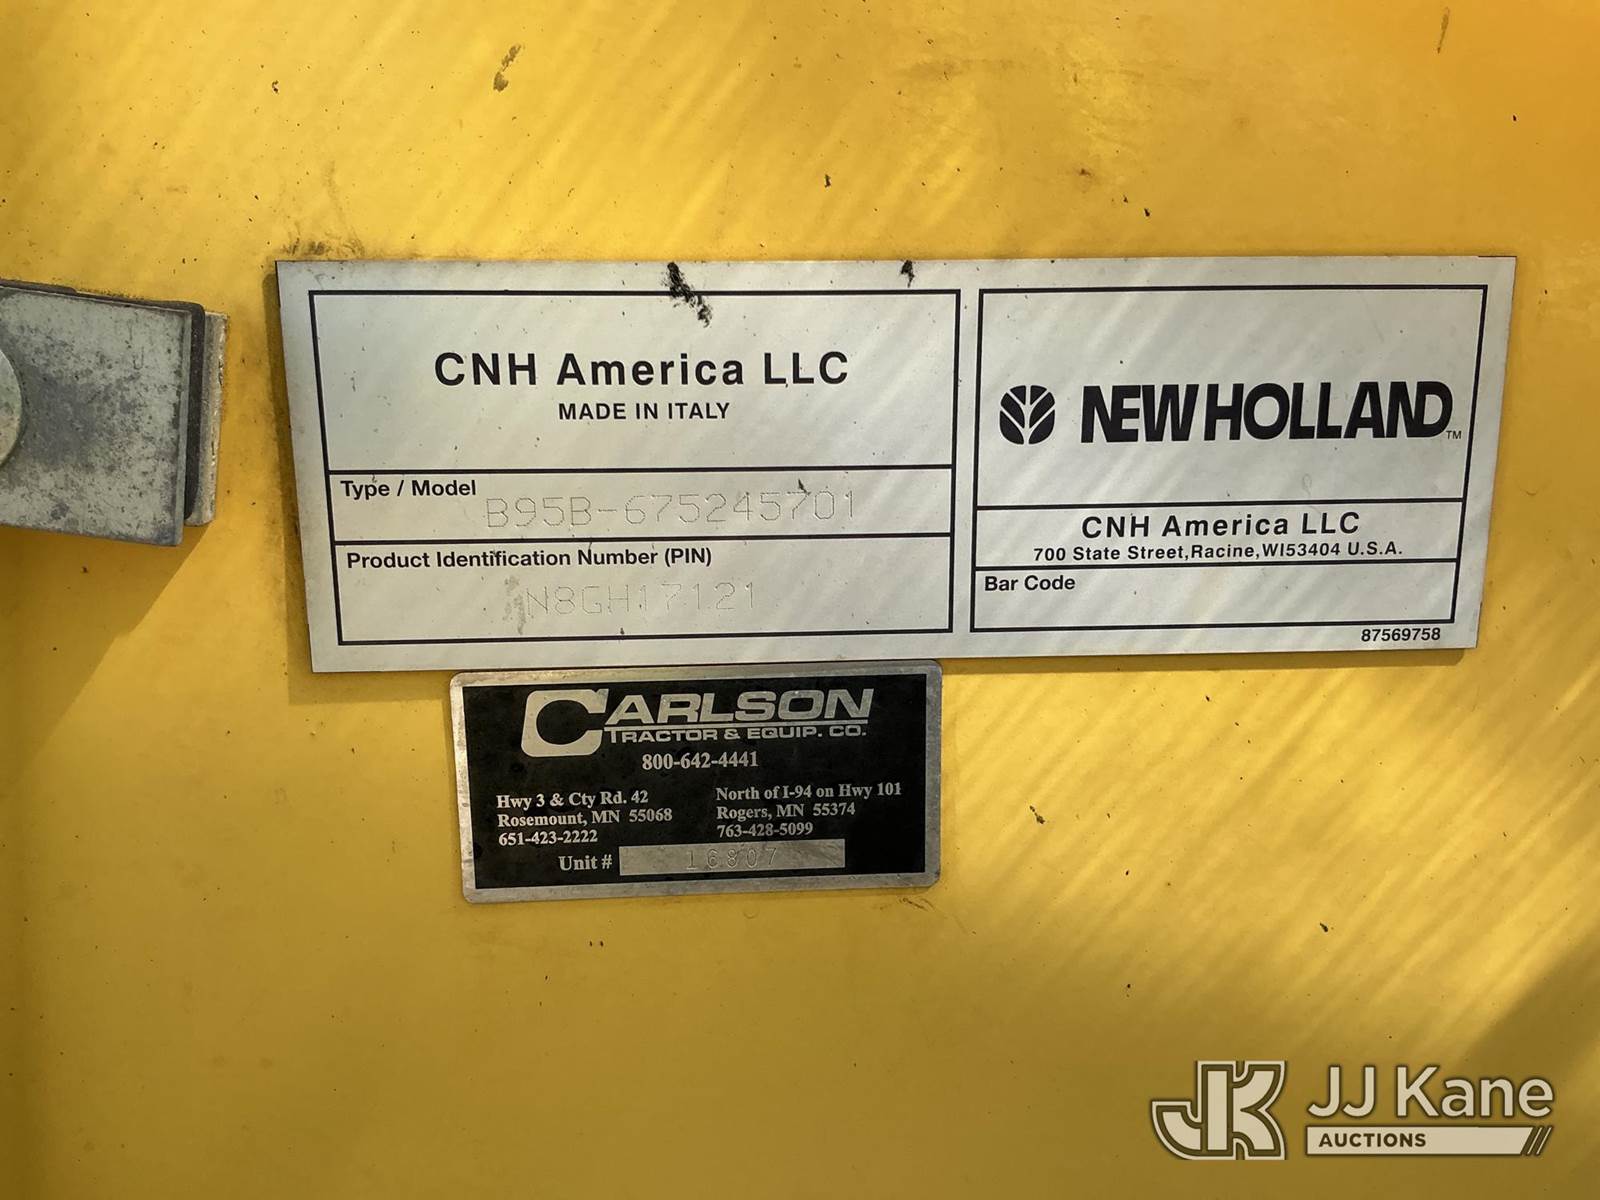 CNH America LLC
MADE IN ITALY
Type / Model B95B-675245701
Product Identification Number (PIN)
N8GH17121
NEW HOLLAND TM
CNH America LLC
700 State Street,Racine,WI53404 U.S.A.
Bar Code
87569758
CARLSON
TRACTOR & EQUIP. CO.
800-642-4441
Hwy 3 & Cty Rd. 42
Rosemount, MN 55068
651-423-2222
North of I-94 on Hwy 101
Rogers, MN 55374
763-428-5099
Unit # 16807
JJ Kane
AUCTIONS